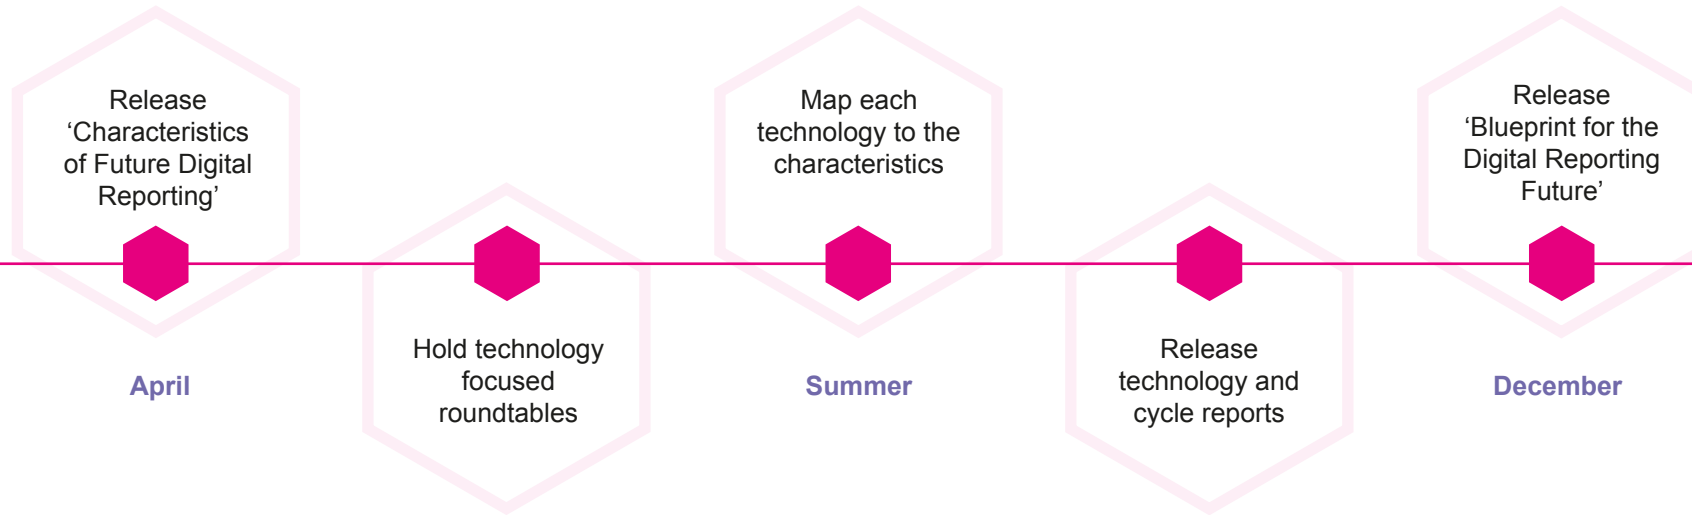 Release
‘Characteristics
of Future Digital
Reporting’
April
Hold technology
focused
roundtables
Map each
technology to the
characteristics
Summer
Release
technology and
cycle reports
Release
‘Blueprint for the
Digital Reporting
Future’
December